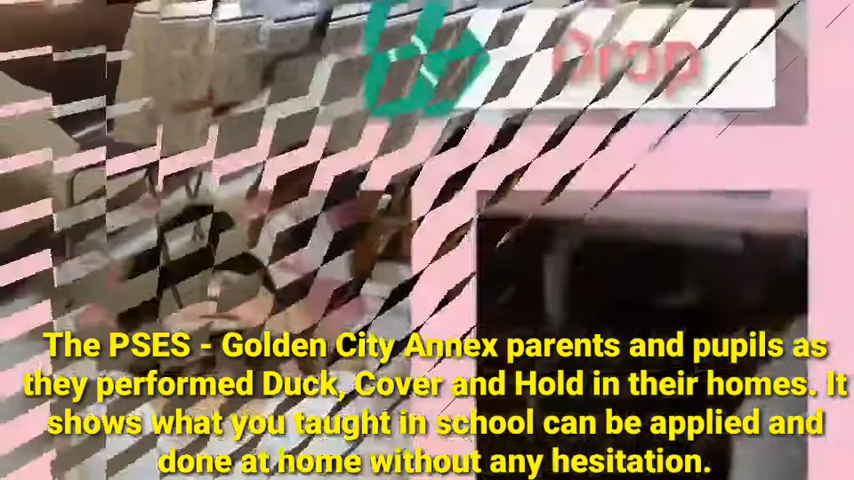 Drop
The PSES - Golden City Annex parents and pupils as
they performed Duck, Cover and Hold in their homes. It
shows what you taught in school can be applied and
done at home without any hesitation.